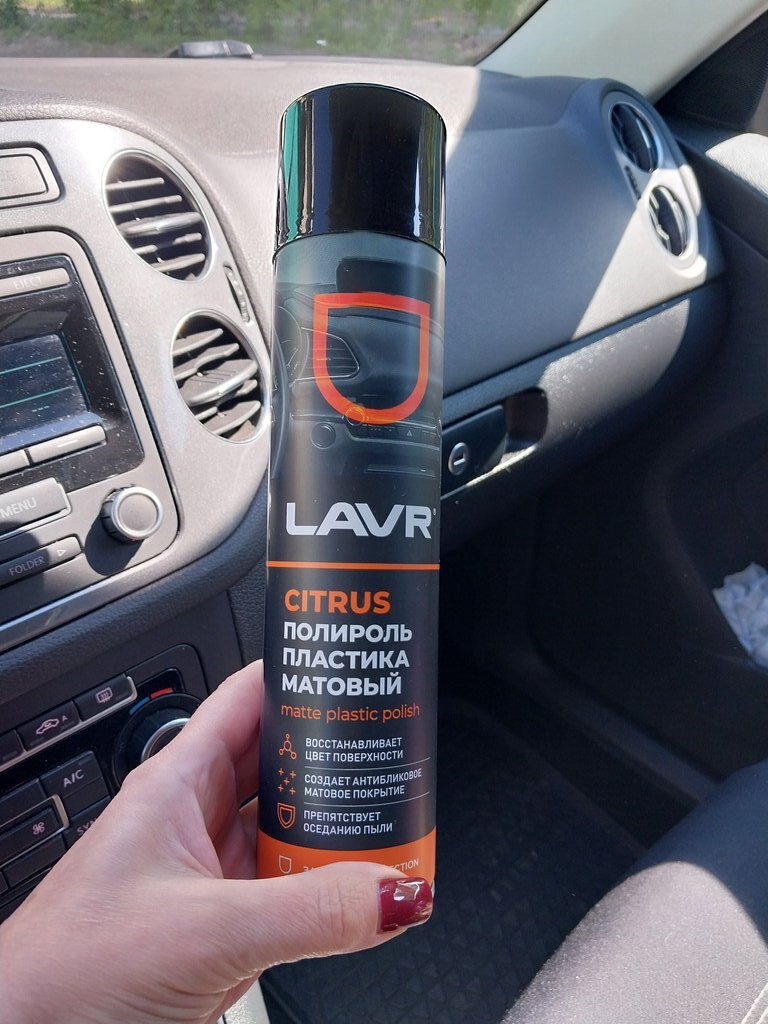 EJECT
MENU
FOLDER
A
A/C
LAVR
CITRUS
ПОЛИРОЛЬ
ПЛАСТИКА
МАТОВЫЙ
matte plastic polish
ВОССТАНАВЛИВАЕТ
ЦВЕТ ПОВЕРХНОСТИ
СОЗДАЕТ АНТИБЛИКОВОЕ
МАТОВОЕ ПОКРЫТИЕ
ПРЕПЯТСТВУЕТ
ОСЕДАНИЮ ПЫЛИ